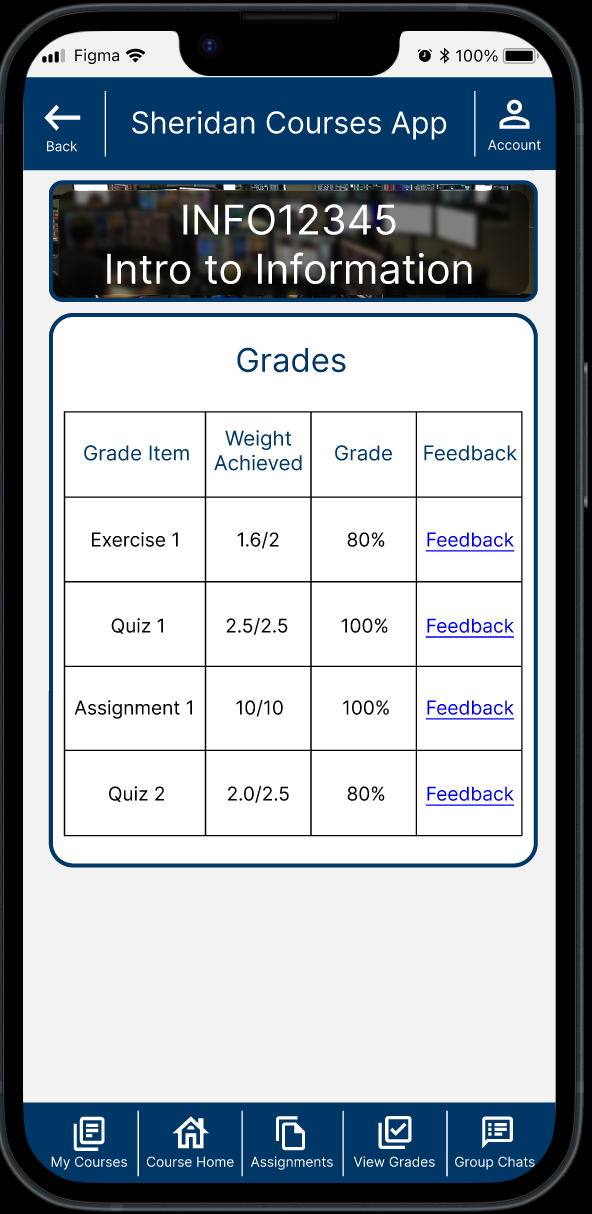 Figma 100%
Back Sheridan Courses App Account
INFO12345
Intro to Information
Grades
Grade Item Weight Achieved Grade Feedback
Exercise 1 1.6/2 80% Feedback
Quiz 1 2.5/2.5 100% Feedback
Assignment 1 10/10 100% Feedback
Quiz 2 2.0/2.5 80% Feedback
My Courses Course Home Assignments View Grades Group Chats